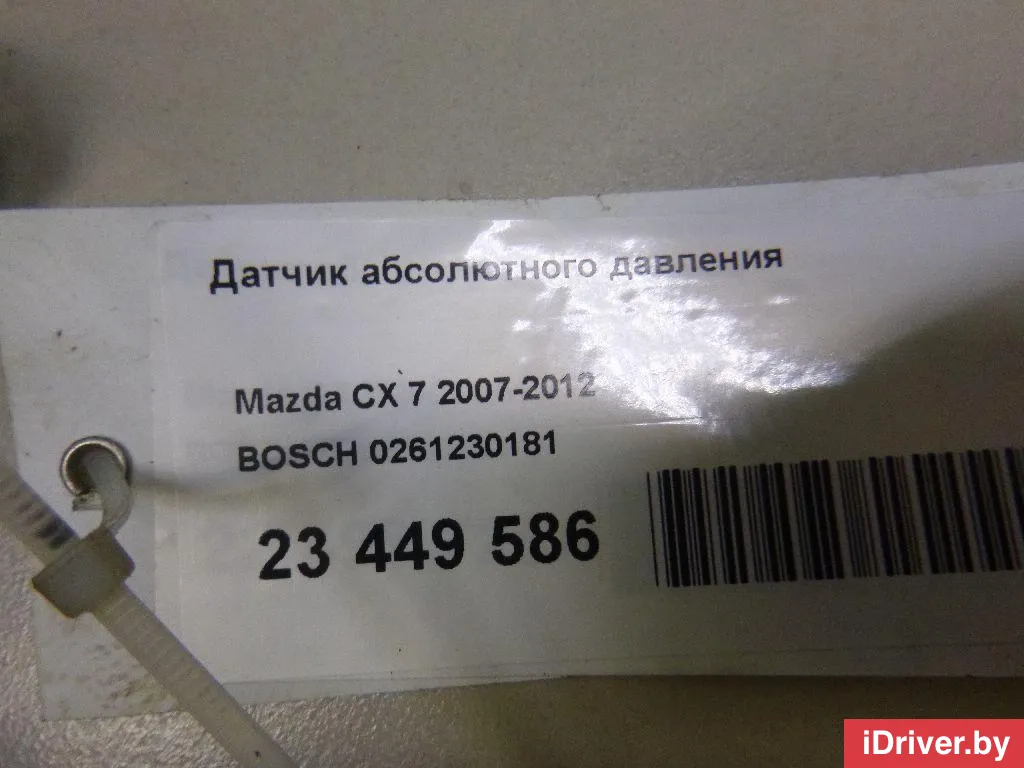 Датчик абсолютного давления
Mazda CX 7 2007-2012
BOSCH 0261230181
23 449 586
iDriver.by